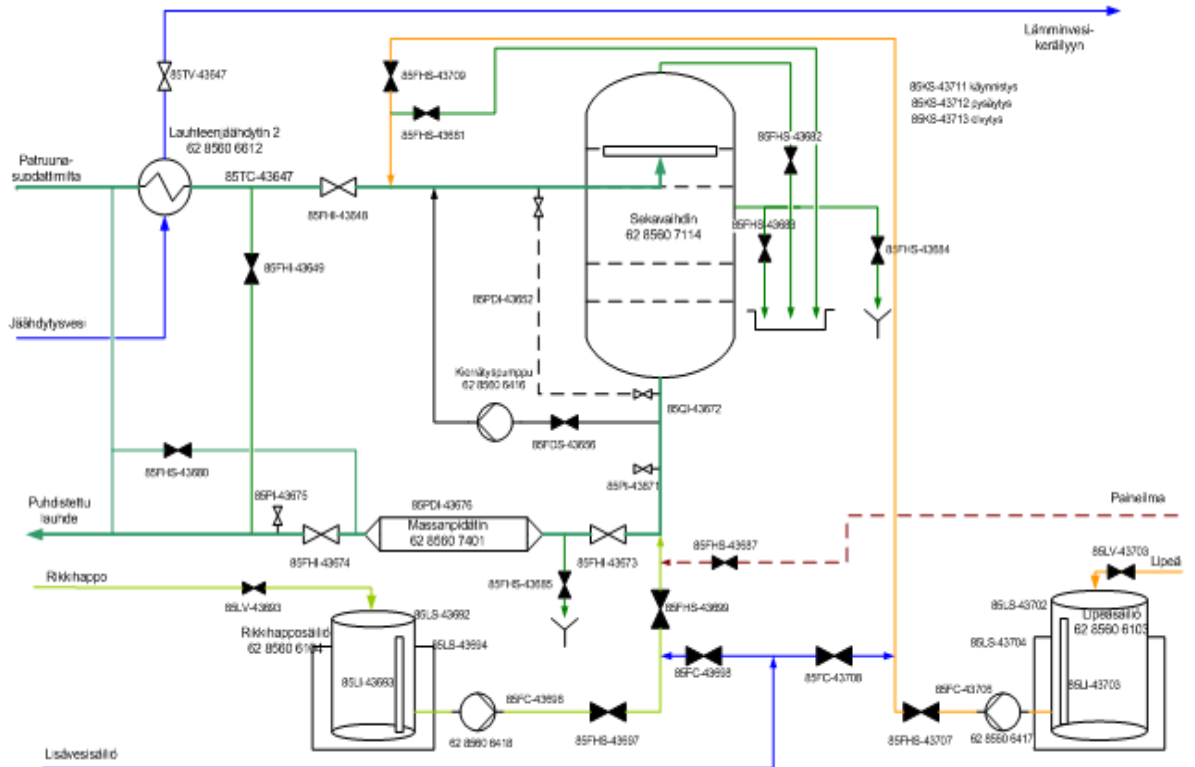 Lämminvesi-
keräilyyn
85TV-43647
85FHS-43709
85KS-43711 käynnistys
85KS-43712 pysäytys
85KS-43713 elvytys
Lauhteenjäähdytin 2
62 8560 6612
85FHS-43681
85FHS-43682
Patruuna-
suodattimilta
85TC-43647
85FHI-43648
Sekavaihdin
62 8560 7114
85FHS-43683
85FHS-43684
85FHI-43649
85PDI-43652
Jäähdytysvesi
Kierrätyspumppu
62 8560 6416
85QI-43672
85FOS-43656
85FHS-43680
85PI-43671
85PI-43675
85PDI-43676
Puhdistettu
lauhde
Massanpidätin
62 8560 7401
Paineilma
85FHI-43674
85FHI-43673
85FHS-43687
85LV-43703
Lipeä
Rikkihappo
85LV-43693
85FHS-43685
85FHS-43699
85LS-43692
85LS-43702
Rikkihapposäiliö
62 8560 6104
85LS-43694
Lipeäsäiliö
62 8560 6103
85LS-43704
85FC-43698
85FC-43708
85LI-43693
85LI-43703
85FC-43696
85FC-43706
62 8560 6418
85FHS-43697
85FHS-43707
62 8560 6417
Lisävesisäiliö